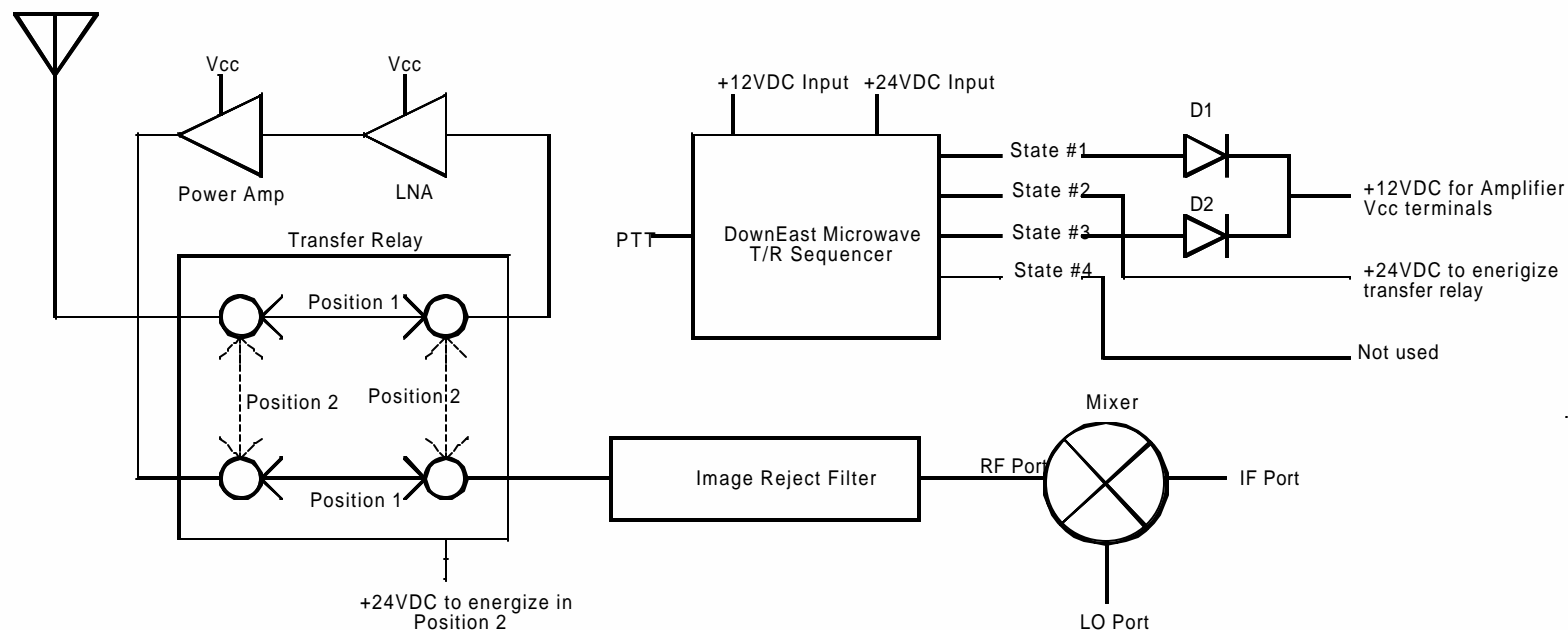 Vcc
Vcc
Power Amp
LNA
Transfer Relay
Position 1
Position 2
Position 2
Position 1
+24VDC to energize in
Position 2
+12VDC Input
+24VDC Input
PTT
DownEast Microwave
T/R Sequencer
State #1
State #2
State #3
State #4
D1
D2
+12VDC for Amplifier
Vcc terminals
+24VDC to enerigize
transfer relay
Not used
Image Reject Filter
RF Port
Mixer
IF Port
LO Port